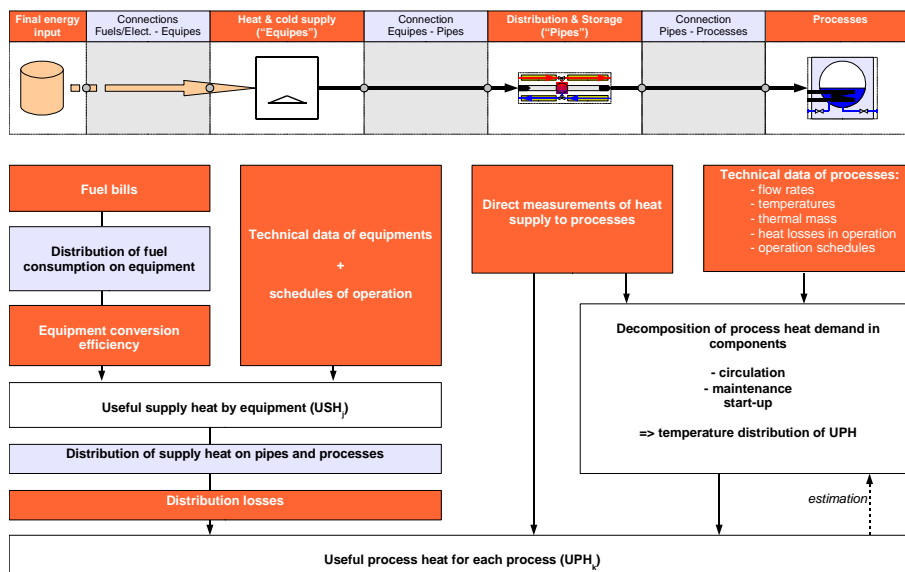 Final energy
input
Connections
Fuels/Elect. - Equipes
Heat & cold supply
("Equipes")
Connection
Equipes - Pipes
Distribution & Storage
("Pipes")
Connection
Pipes - Processes
Processes
Fuel bills
Distribution of fuel
consumption on equipment
Equipment conversion
efficiency
Technical data of equipments
+
schedules of operation
Direct measurements of heat
supply to processes
Technical data of processes:
- flow rates
- temperatures
- thermal mass
- heat losses in operation
- operation schedules
Decomposition of process heat demand in
components
- circulation
- maintenance
start-up
=> temperature distribution of UPH
Useful supply heat by equipment (USHj)
Distribution of supply heat on pipes and processes
Distribution losses
estimation
Useful process heat for each process (UPHk)